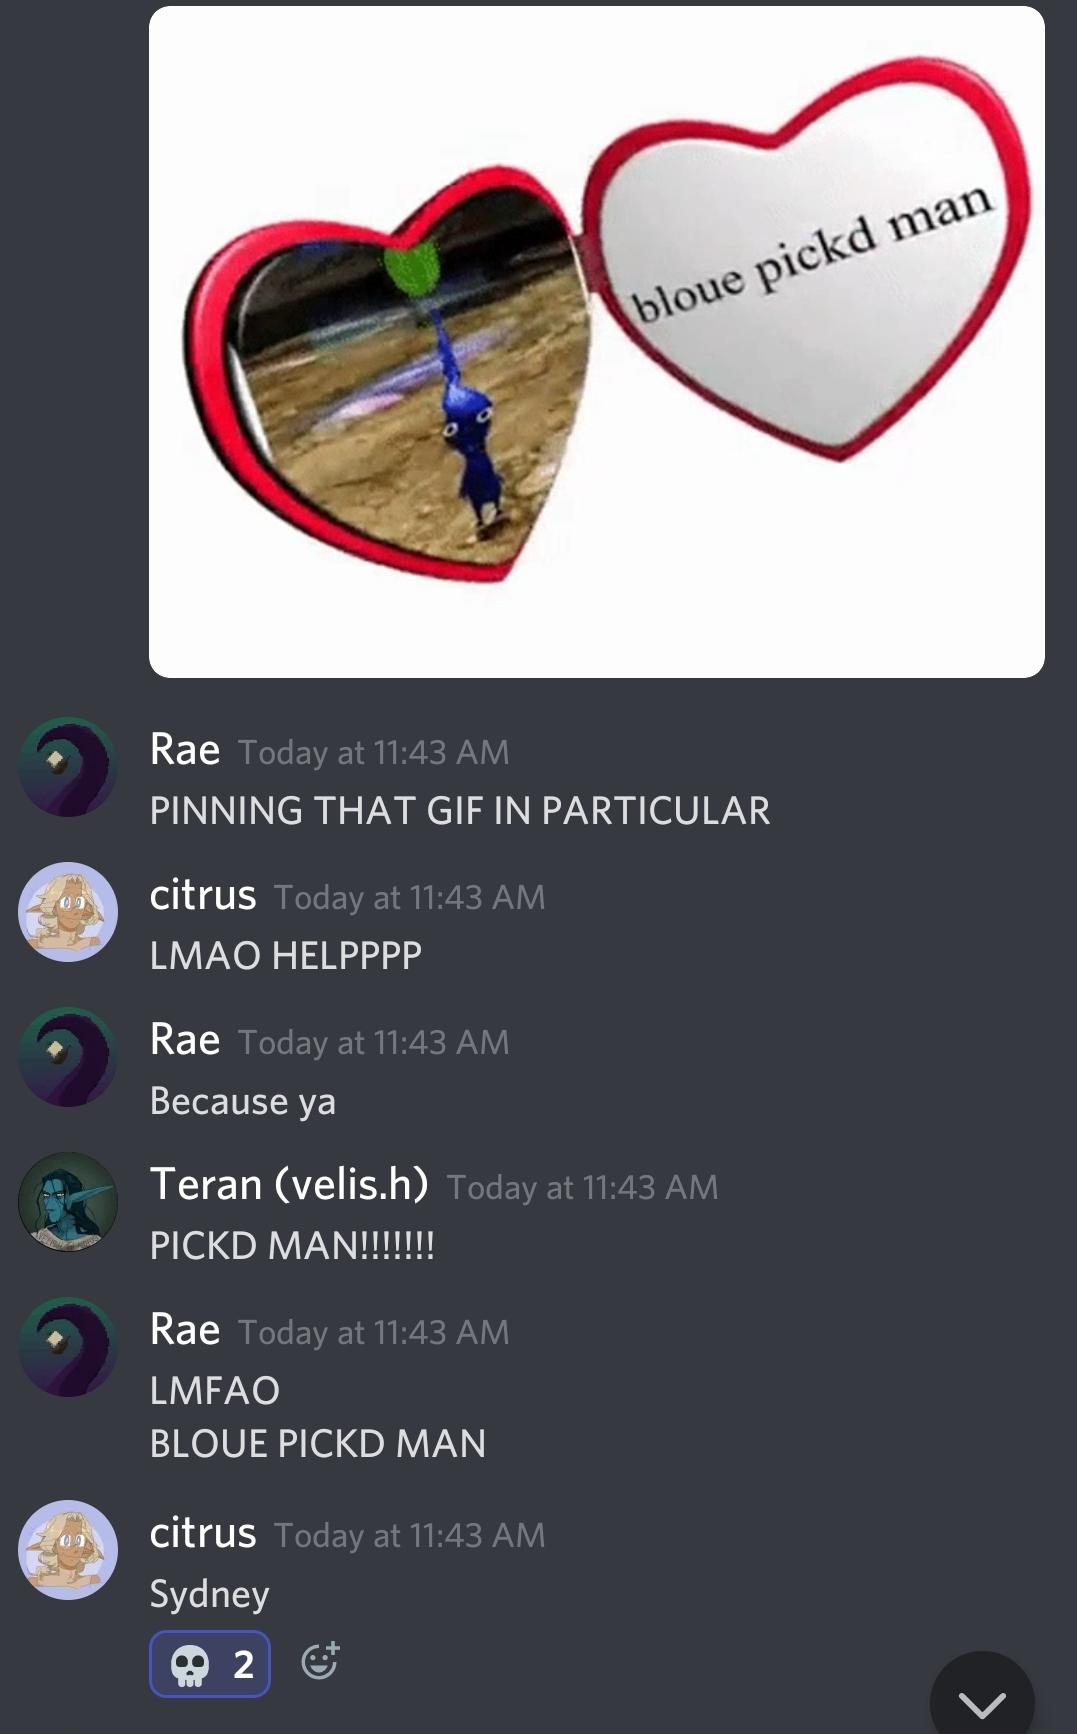 bloue pickd man
Rae Today at 11:43 AM
PINNING THAT GIF IN PARTICULAR
citrus Today at 11:43 AM
LMAO HELPPPP
Rae Today at 11:43 AM
Because ya
Teran (velis.h) Today at 11:43 AM
PICKD MAN!!!!!!!
Rae Today at 11:43 AM
LMFAO
BLOUE PICKD MAN
citrus Today at 11:43 AM
Sydney
2